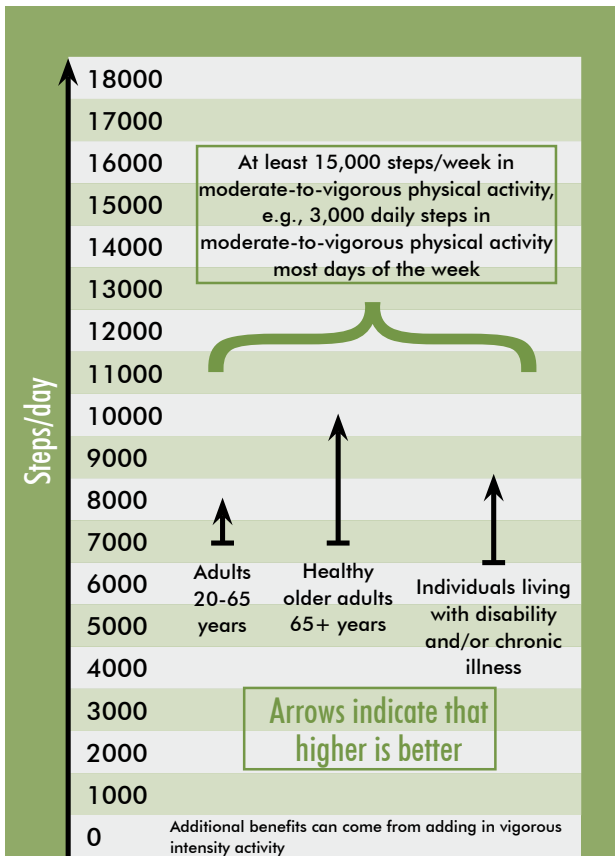 18000
17000
16000
15000
14000
13000
12000
11000
10000
9000
8000
7000
6000
5000
4000
3000
2000
1000
0
Steps/day
At least 15,000 steps/week in
moderate-to-vigorous physical activity,
e.g., 3,000 daily steps in
moderate-to-vigorous physical activity
most days of the week
Adults
20-65
years
Healthy
older adults
65+ years
Individuals living
with disability
and/or chronic
illness
Arrows indicate that
higher is better
Additional benefits can come from adding in vigorous
intensity activity